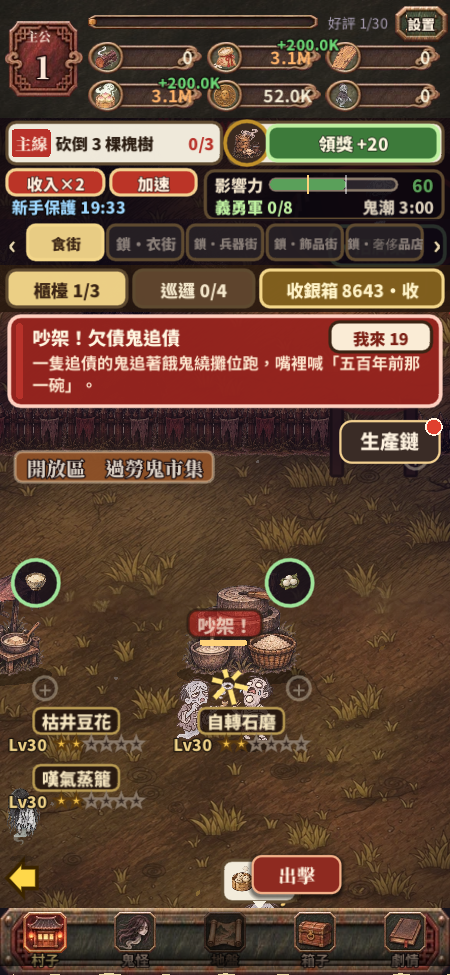 主公
1
好評 1/30
設置
0
+200.0K
3.1M
0
+200.0K
3.1M
52.0K
0
主線 砍倒 3 棵槐樹 0/3
領獎 +20
收入×2
加速
新手保護 19:33
影響力 60
義勇軍 0/8 鬼潮 3:00
‹ 食街 鎖・衣街 鎖・兵器街 鎖・飾品街 鎖・奢侈品店 ›
櫃檯 1/3
巡邏 0/4
收銀箱 8643・收
吵架！欠債鬼追債
我來 19
一隻追債的鬼追著餓鬼繞攤位跑，嘴裡喊「五百年前那
一碗」。
生產鏈
開放區 過勞鬼市集
吵架！
枯井豆花
Lv30
自轉石磨
Lv30
嘆氣蒸籠
Lv30
出擊
村子
鬼怪
地盤
箱子
劇情